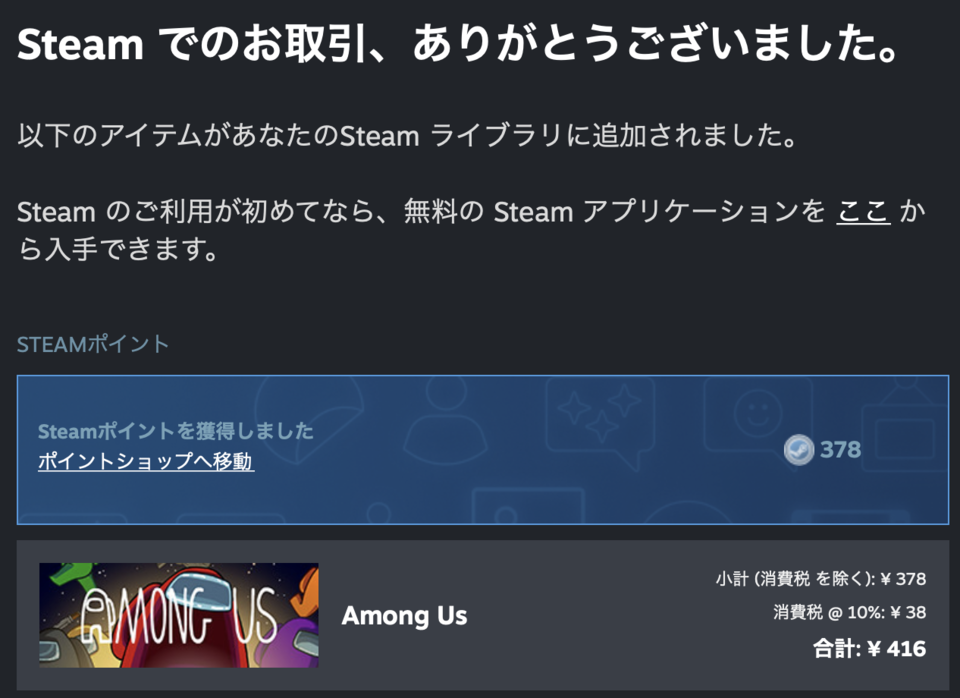 Steam でのお取引、ありがとうございました。
以下のアイテムがあなたのSteam ライブラリに追加されました。
Steam のご利用が初めてなら、無料の Steam アプリケーションを ここ か
ら入手できます。
STEAMポイント
Steamポイントを獲得しました
ポイントショップへ移動
378
AMONG US
Among Us
小計 (消費税 を除く): ¥ 378
消費税 @ 10%: ¥ 38
合計: ¥ 416